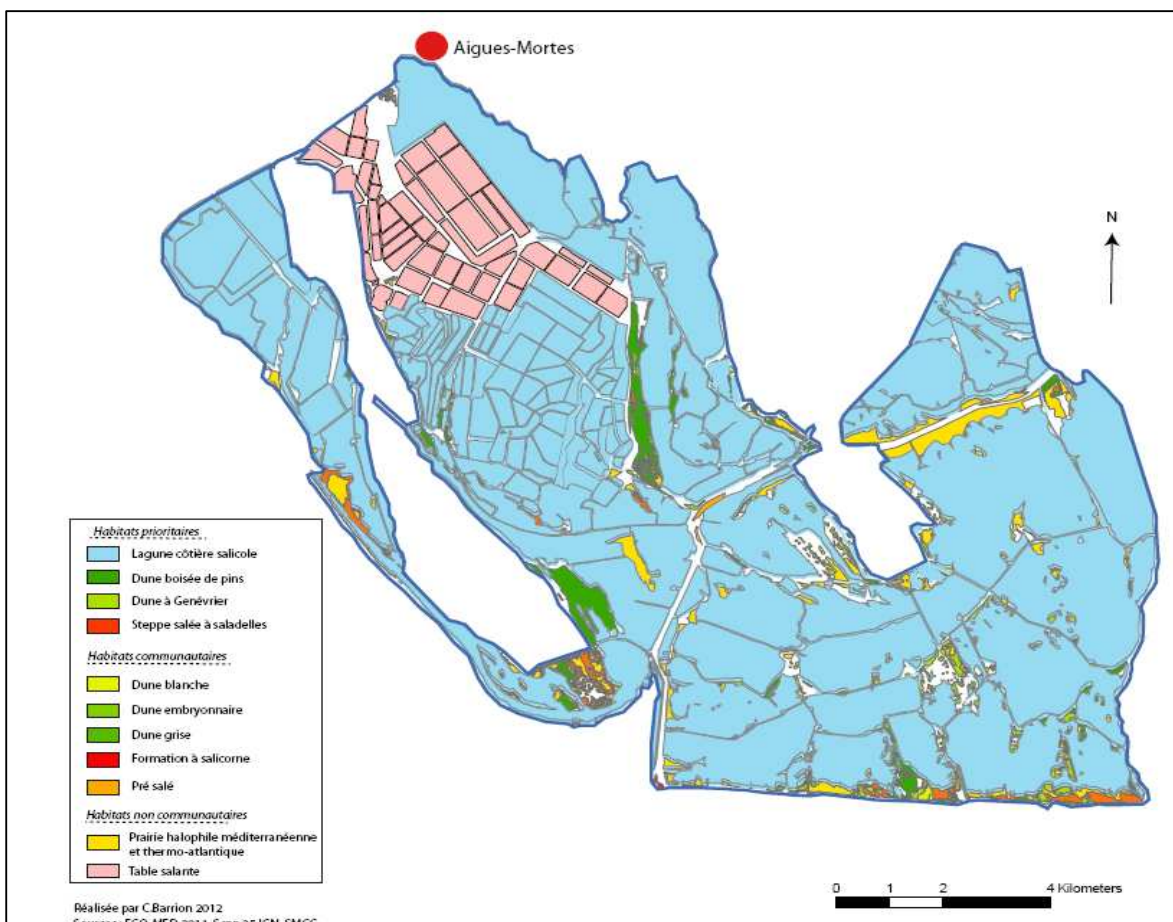 Aigues-Mortes
N
Habitats prioritaires
Lagune côtière salicole
Dune boisée de pins
Dune à Genévrier
Steppe salée à saladelles
Habitats communautaires
Dune blanche
Dune embryonnaire
Dune grise
Formation à salicorne
Pré salé
Habitats non communautaires
Prairie halophile méditerranéenne
et thermo-atlantique
Table salante
0 1 2 4 Kilometers
Réalisée par C.Barrion 2012